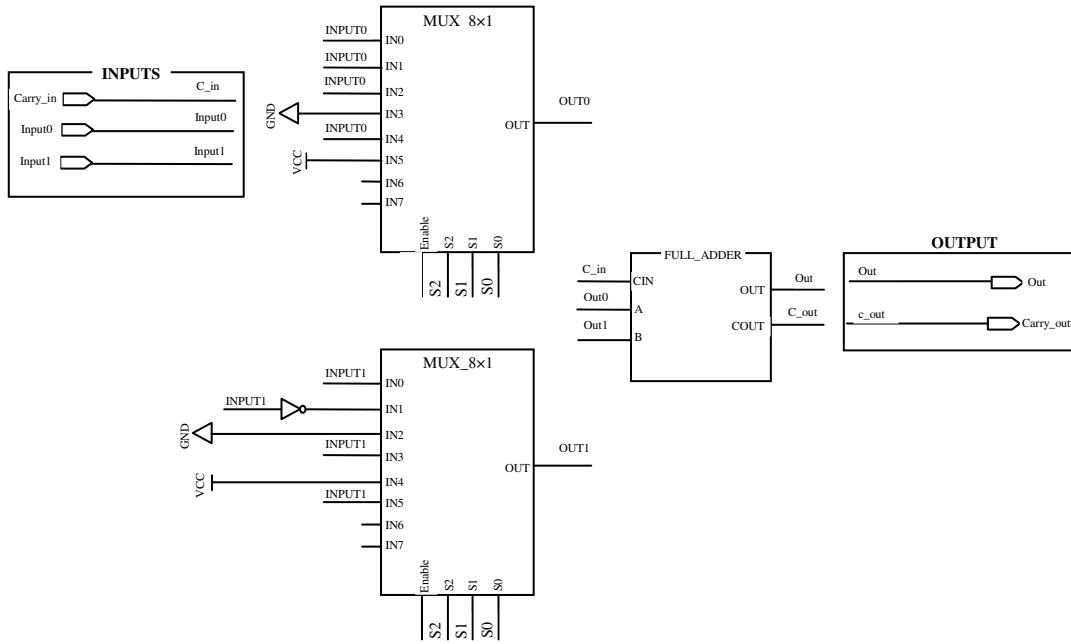 INPUTS
Carry_in
C_in
Input0
Input0
Input1
Input1
MUX 8×1
INPUT0
IN0
INPUT0
IN1
INPUT0
IN2
GND
IN3
INPUT0
IN4
VCC
IN5
IN6
IN7
OUT
OUT0
Enable
S2
S1
S0
S2
S1
S0
MUX_8×1
INPUT1
IN0
INPUT1
IN1
GND
IN2
INPUT1
IN3
VCC
IN4
INPUT1
IN5
IN6
IN7
OUT
OUT1
Enable
S2
S1
S0
S2
S1
S0
FULL_ADDER
C_in
CIN
Out0
A
Out1
B
OUT
Out
COUT
C_out
OUTPUT
Out
Out
c_out
Carry_out